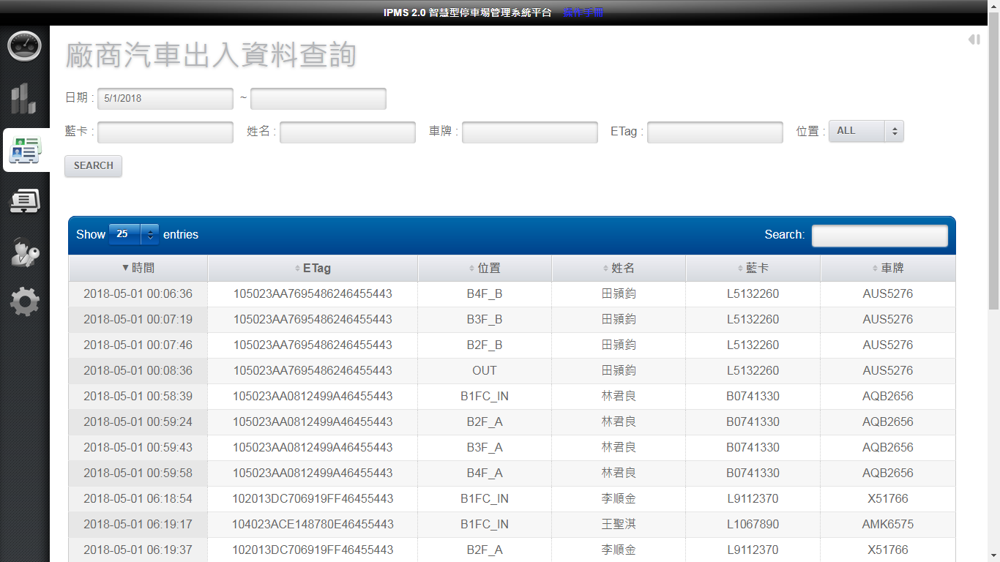 IPMS 2.0 智慧型停車場管理系統平台 操作手冊
廠商汽車出入資料查詢
日期 : 5/1/2018 ~
藍卡 : 姓名 : 車牌 : ETag : 位置 : ALL
SEARCH
Show 25 entries Search:
▼時間 ETag 位置 姓名 藍卡 車牌
2018-05-01 00:06:36 105023AA7695486246455443 B4F_B 田潁鈞 L5132260 AUS5276
2018-05-01 00:07:19 105023AA7695486246455443 B3F_B 田潁鈞 L5132260 AUS5276
2018-05-01 00:07:46 105023AA7695486246455443 B2F_B 田潁鈞 L5132260 AUS5276
2018-05-01 00:08:36 105023AA7695486246455443 OUT 田潁鈞 L5132260 AUS5276
2018-05-01 00:58:39 105023AA0812499A46455443 B1FC_IN 林君良 B0741330 AQB2656
2018-05-01 00:59:24 105023AA0812499A46455443 B2F_A 林君良 B0741330 AQB2656
2018-05-01 00:59:43 105023AA0812499A46455443 B3F_A 林君良 B0741330 AQB2656
2018-05-01 00:59:58 105023AA0812499A46455443 B4F_A 林君良 B0741330 AQB2656
2018-05-01 06:18:54 102013DC706919FF46455443 B1FC_IN 李順金 L9112370 X51766
2018-05-01 06:19:17 104023ACE148780E46455443 B1FC_IN 王聖淇 L1067890 AMK6575
2018-05-01 06:19:37 102013DC706919FF46455443 B2F_A 李順金 L9112370 X51766